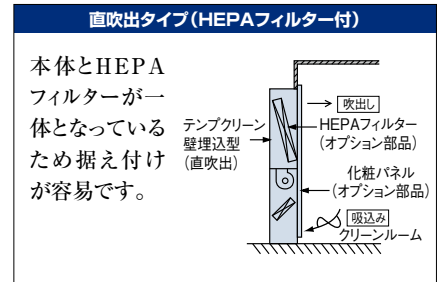 直吹出タイプ(HEPAフィルター付)
本体とHEPA
フィルターが一
体となっている
ため据え付け
が容易です。
テンプクリーン
壁埋込型
(直吹出)
吹出し
HEPAフィルター
(オプション部品)
化粧パネル
(オプション部品)
吸込み
クリーンルーム